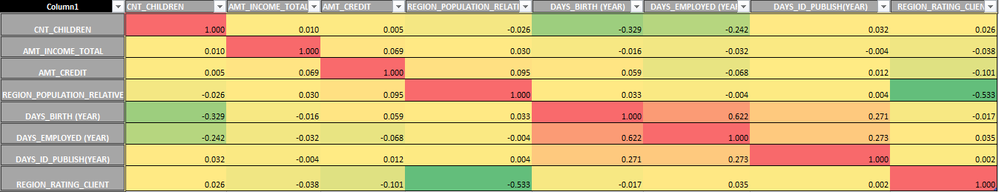 Column1 CNT_CHILDREN AMT_INCOME_TOTAL AMT_CREDIT REGION_POPULATION_RELATI DAYS_BIRTH (YEAR) DAYS_EMPLOYED (YEA DAYS_ID_PUBLISH(YEAR) REGION_RATING_CLIEN
CNT_CHILDREN 1.000 0.010 0.005 -0.026 -0.329 -0.242 0.032 0.026
AMT_INCOME_TOTAL 0.010 1.000 0.069 0.030 -0.016 -0.032 -0.004 -0.038
AMT_CREDIT 0.005 0.069 1.000 0.095 0.059 -0.068 0.012 -0.101
REGION_POPULATION_RELATIVE -0.026 0.030 0.095 1.000 0.033 -0.004 0.004 -0.533
DAYS_BIRTH (YEAR) -0.329 -0.016 0.059 0.033 1.000 0.622 0.271 -0.017
DAYS_EMPLOYED (YEAR) -0.242 -0.032 -0.068 -0.004 0.622 1.000 0.273 0.035
DAYS_ID_PUBLISH(YEAR) 0.032 -0.004 0.012 0.004 0.271 0.273 1.000 0.002
REGION_RATING_CLIENT 0.026 -0.038 -0.101 -0.533 -0.017 0.035 0.002 1.000